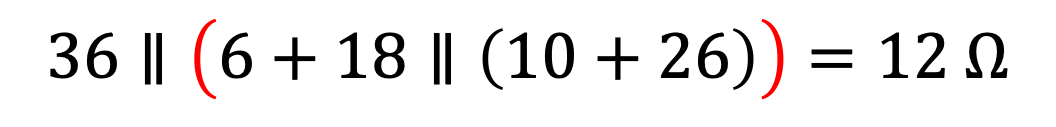 36 ∥ (6 + 18 ∥ (10 + 26)) = 12 Ω